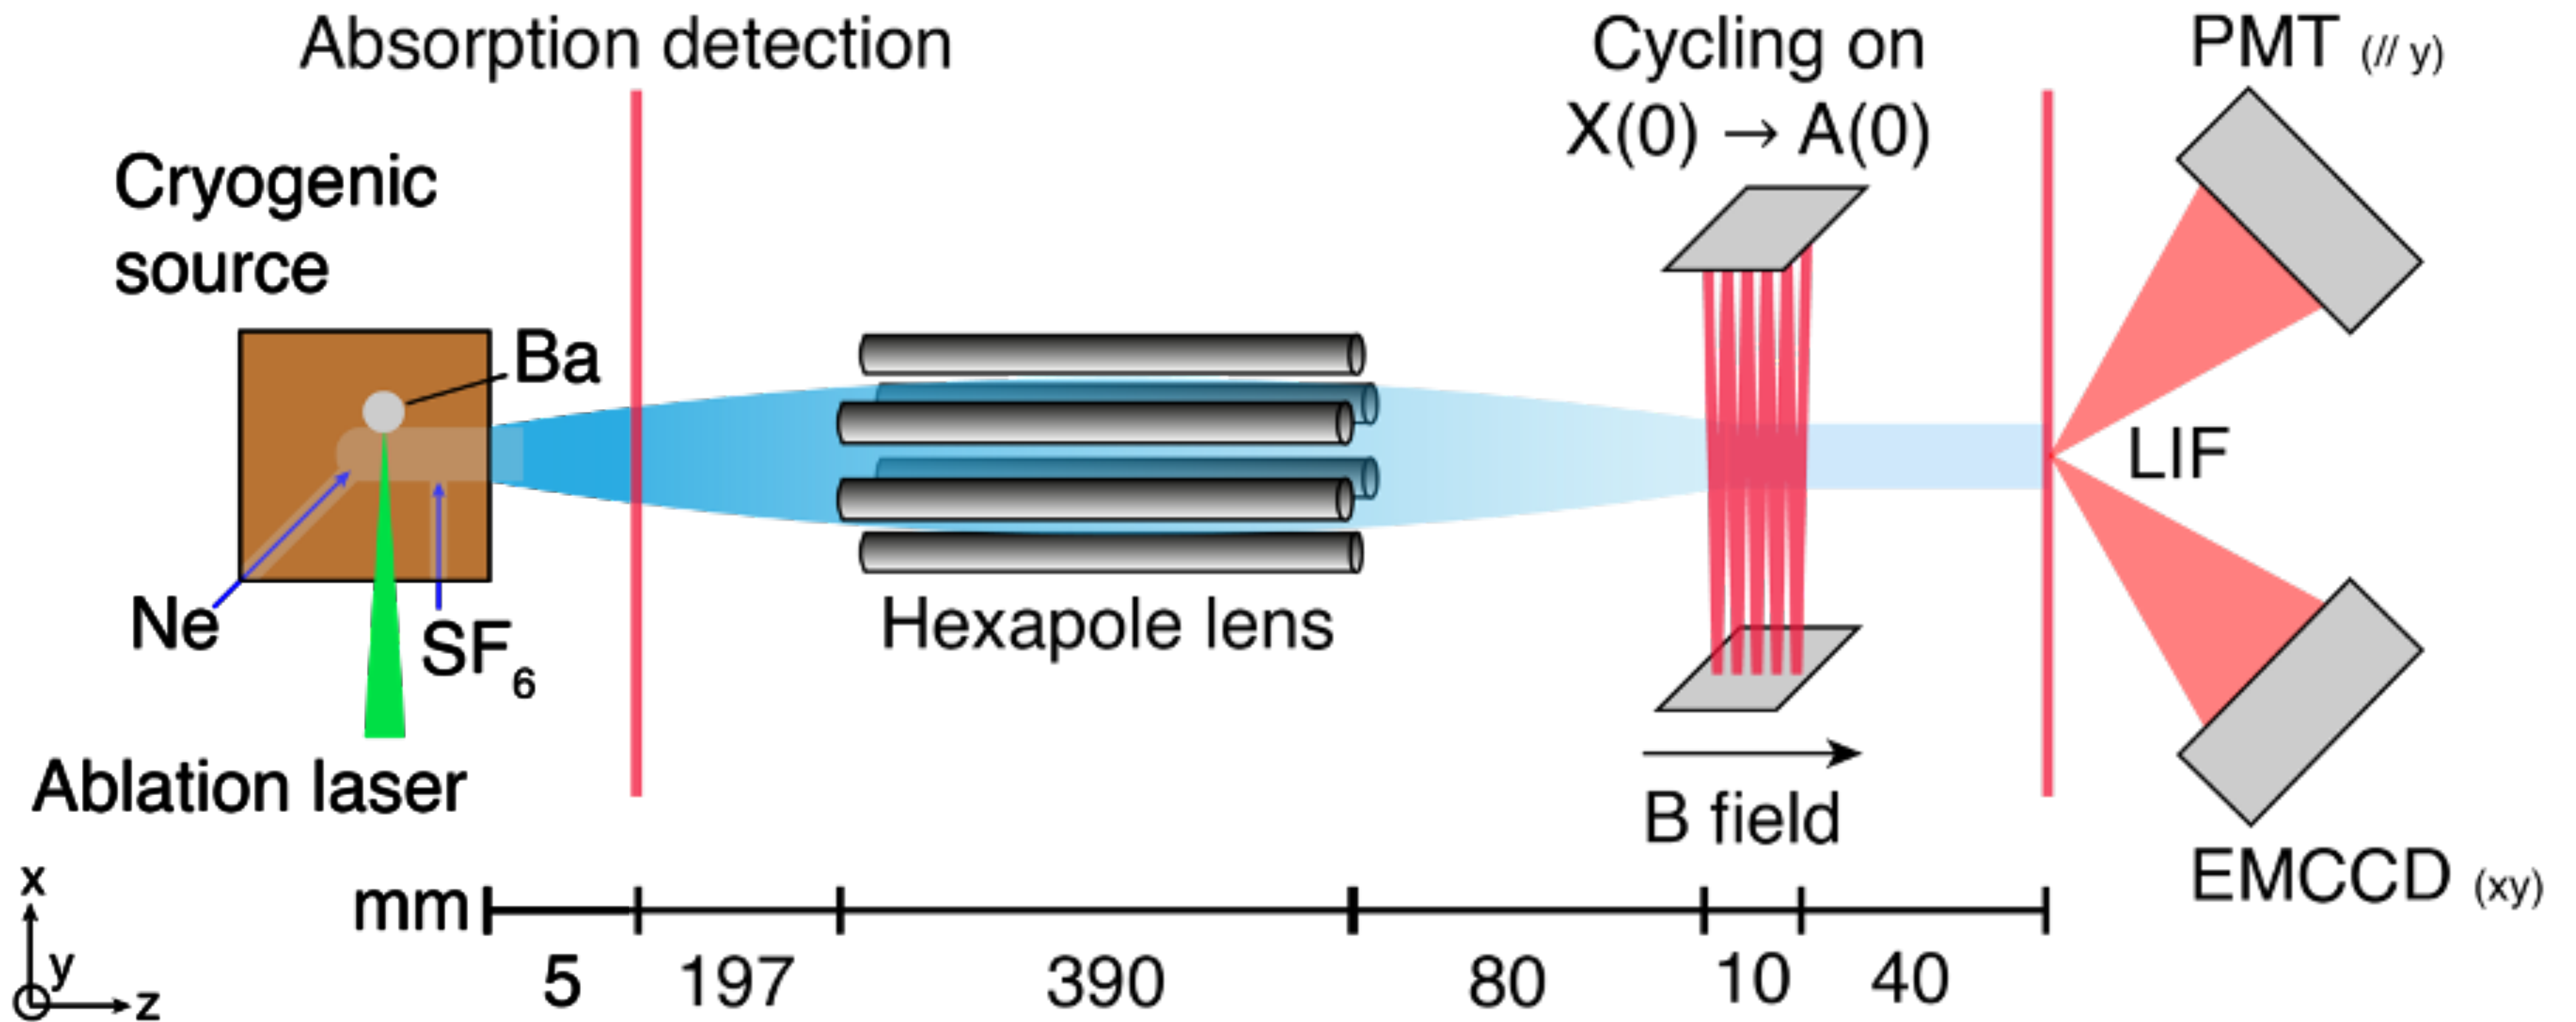 Absorption detection
Cycling on
X(0) → A(0)
PMT (// y)
Cryogenic
source
Ba
LIF
Ne
SF6
Hexapole lens
Ablation laser
B field
EMCCD (xy)
x
y
z
mm
5 197 390 80 10 40